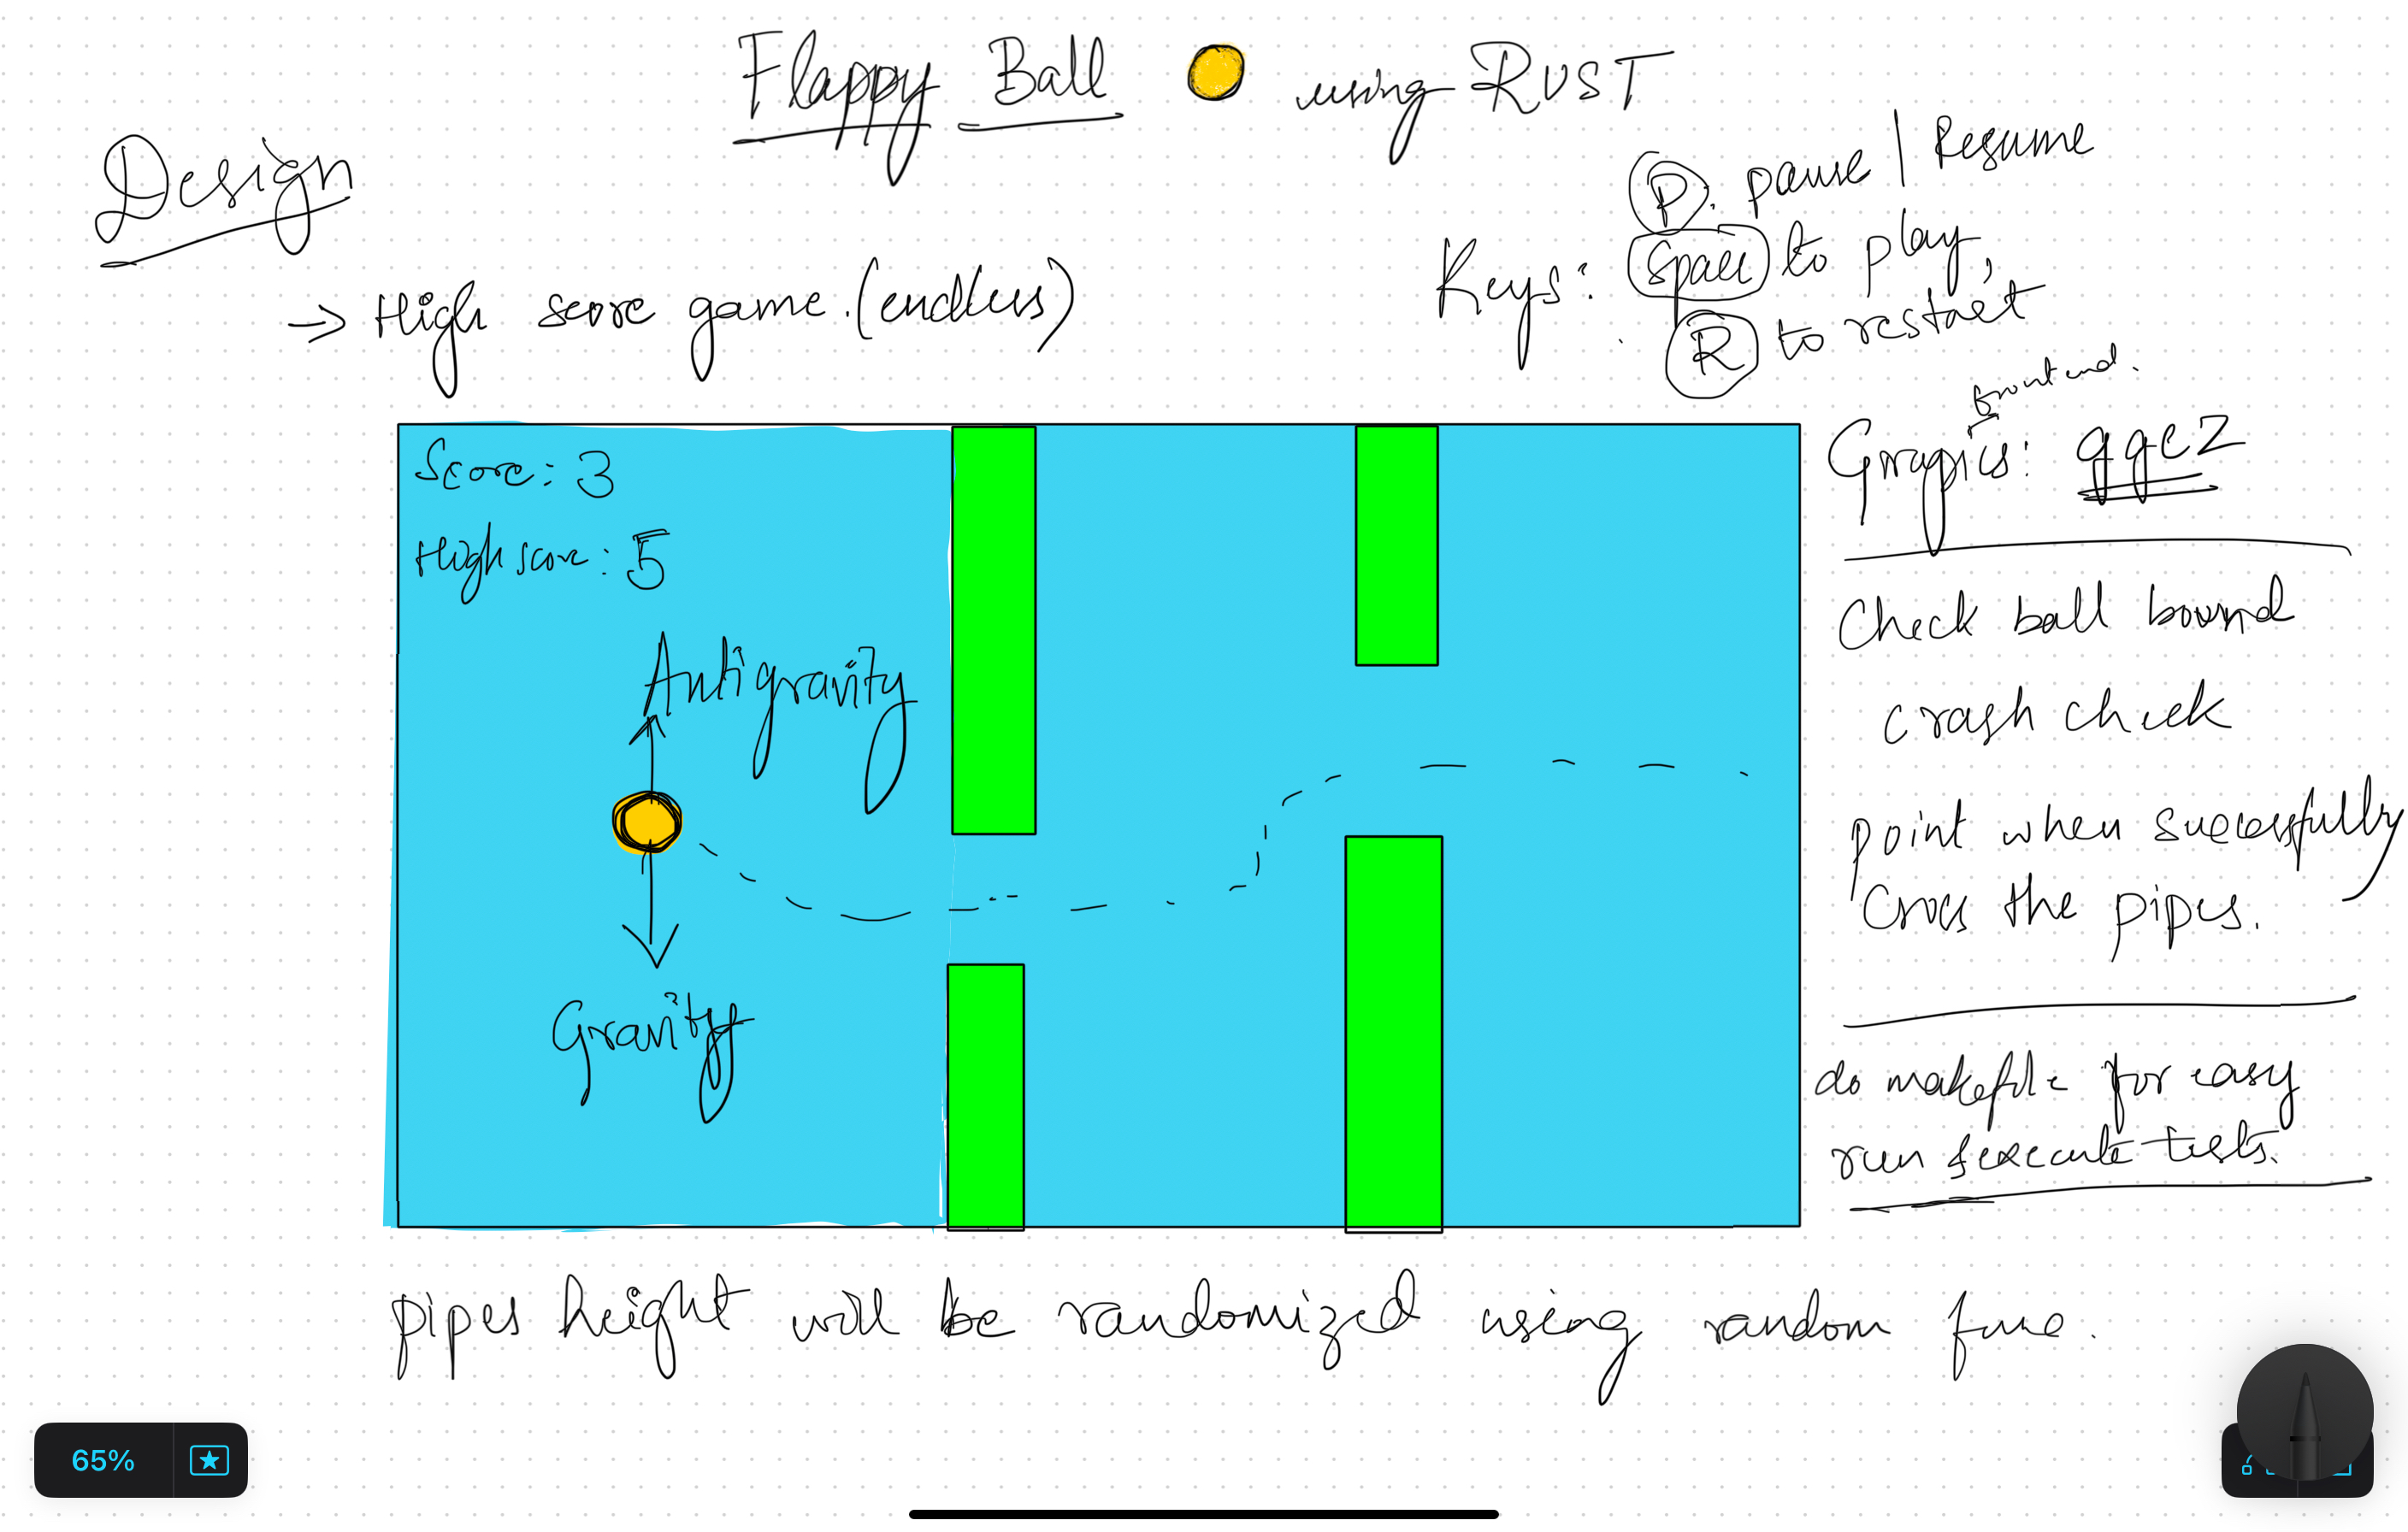 Flappy Ball using RUST
Design
→ High score game. (endless)
Keys: P. pause | Resume
Space to play,
R to restart
frontend.
Grapics: ggez
Score: 3
High score: 5
Antigravity
Gravity
Check ball bound
crash check
point when successfully
Cross the pipes.
do makefile for easy
run & execute tests.
pipes height will be randomized using random func.
65%